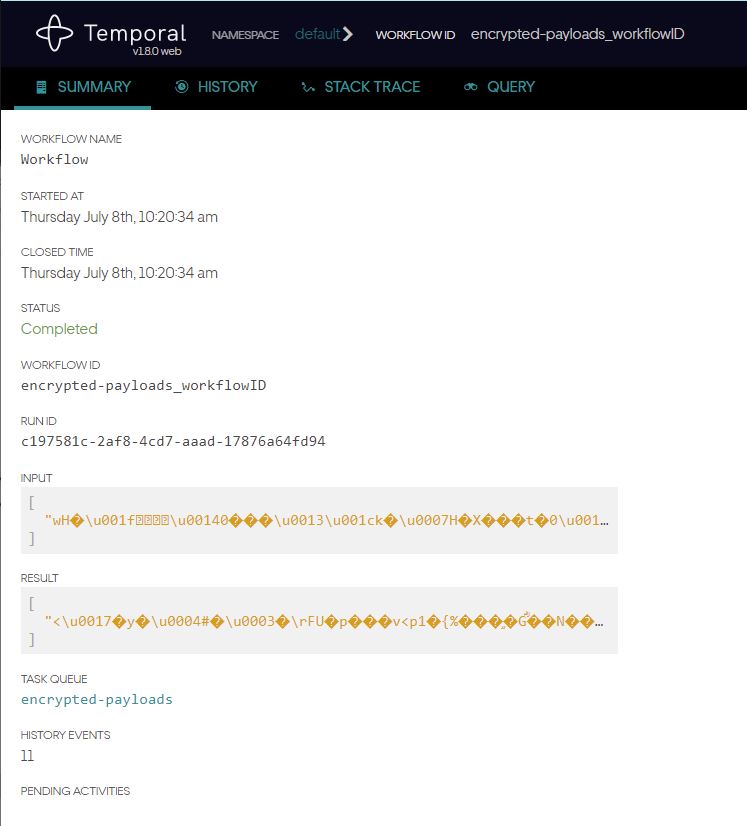 Temporal
v1.8.0 web
NAMESPACE default WORKFLOW ID encrypted-payloads_workflowID
SUMMARY HISTORY STACK TRACE QUERY
WORKFLOW NAME
Workflow
STARTED AT
Thursday July 8th, 10:20:34 am
CLOSED TIME
Thursday July 8th, 10:20:34 am
STATUS
Completed
WORKFLOW ID
encrypted-payloads_workflowID
RUN ID
c197581c-2af8-4cd7-aaad-17876a64fd94
INPUT
[
"wH�\u001f\u00140���\u0013\u001ck�\u0007H�X���t�0\u001…
]
RESULT
[
"<\u0017�y�\u0004#�\u0003�\rFU�p���v<p1�{%����G��N��…
]
TASK QUEUE
encrypted-payloads
HISTORY EVENTS
11
PENDING ACTIVITIES